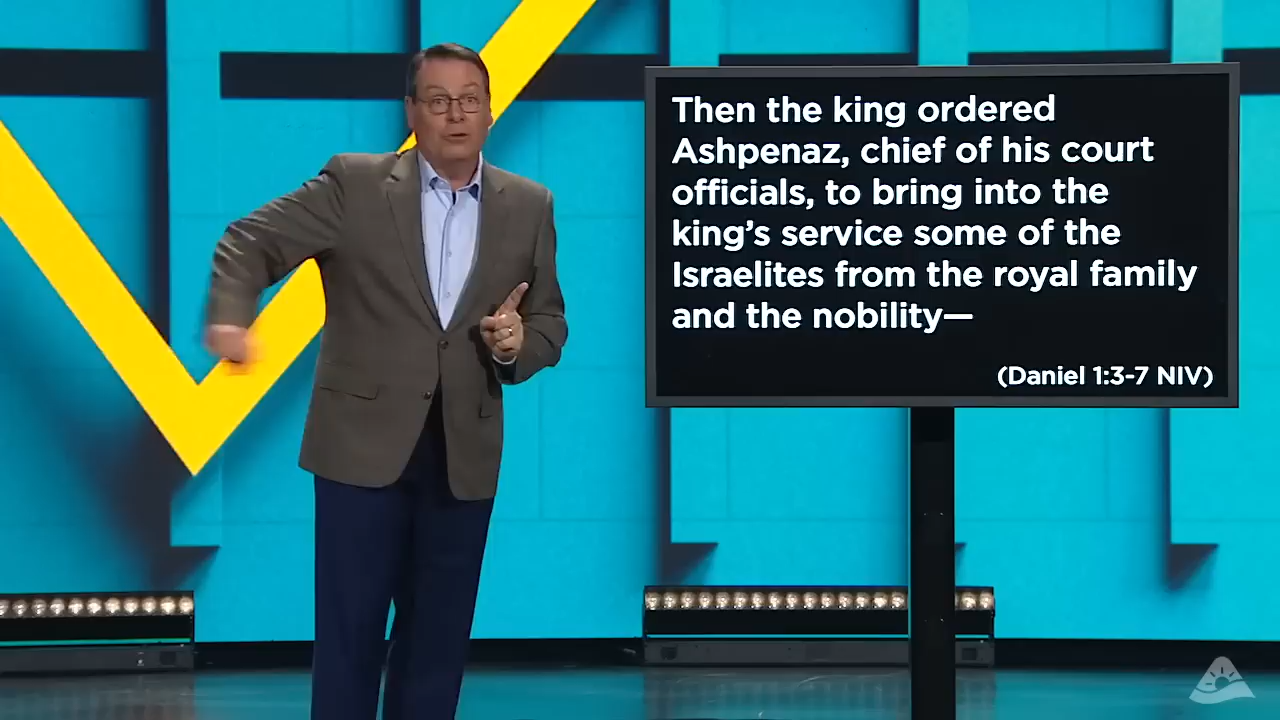 Then the king ordered
Ashpenaz, chief of his court
officials, to bring into the
king’s service some of the
Israelites from the royal family
and the nobility—
(Daniel 1:3-7 NIV)